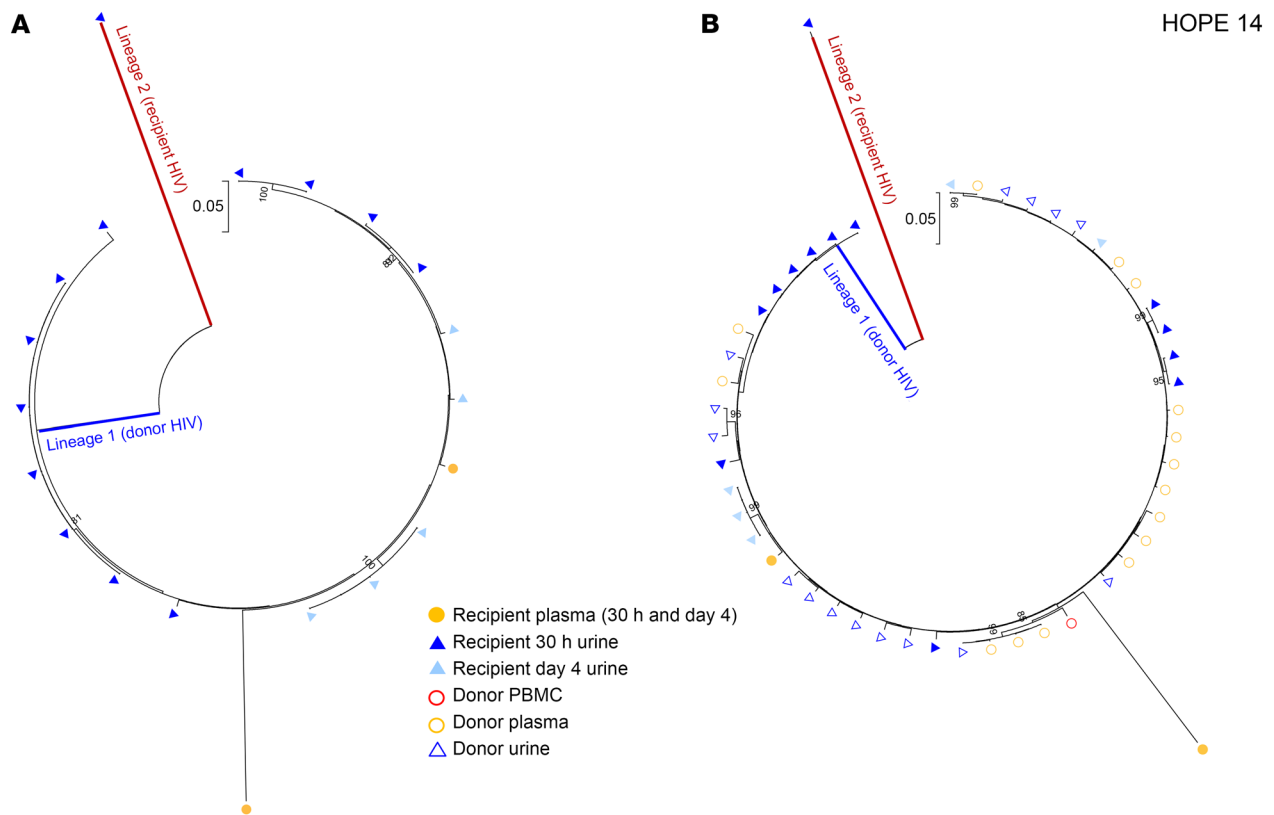 A
B
HOPE 14
Lineage 2 (recipient HIV)
Lineage 2 (recipient HIV)
100
0.05
99
0.05
Lineage 1 (donor HIV)
99
95
Lineage 1 (donor HIV)
96
81
99
100
Recipient plasma (30 h and day 4)
Recipient 30 h urine
Recipient day 4 urine
Donor PBMC
Donor plasma
Donor urine